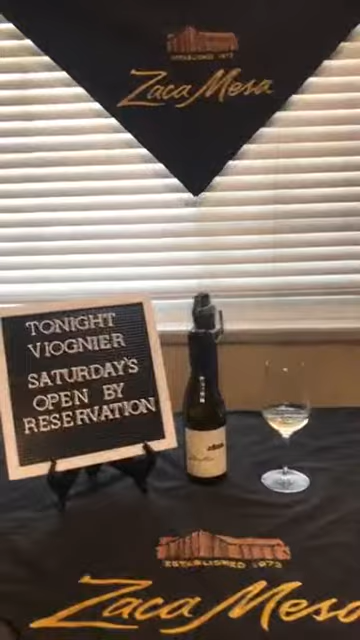 ESTABLISHED 1973
Zaca Mesa
TONIGHT
VIOGNIER
SATURDAY'S
OPEN BY
RESERVATION
ESTABLISHED 1973
Zaca Mesa